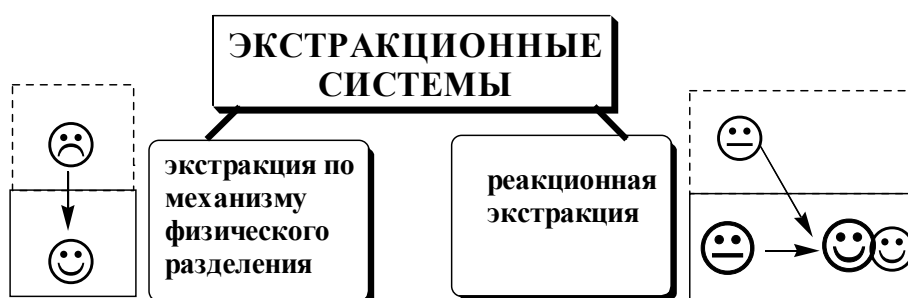 ЭКСТРАКЦИОННЫЕ
СИСТЕМЫ
экстракция по
механизму
физического
разделения
реакционная
экстракция